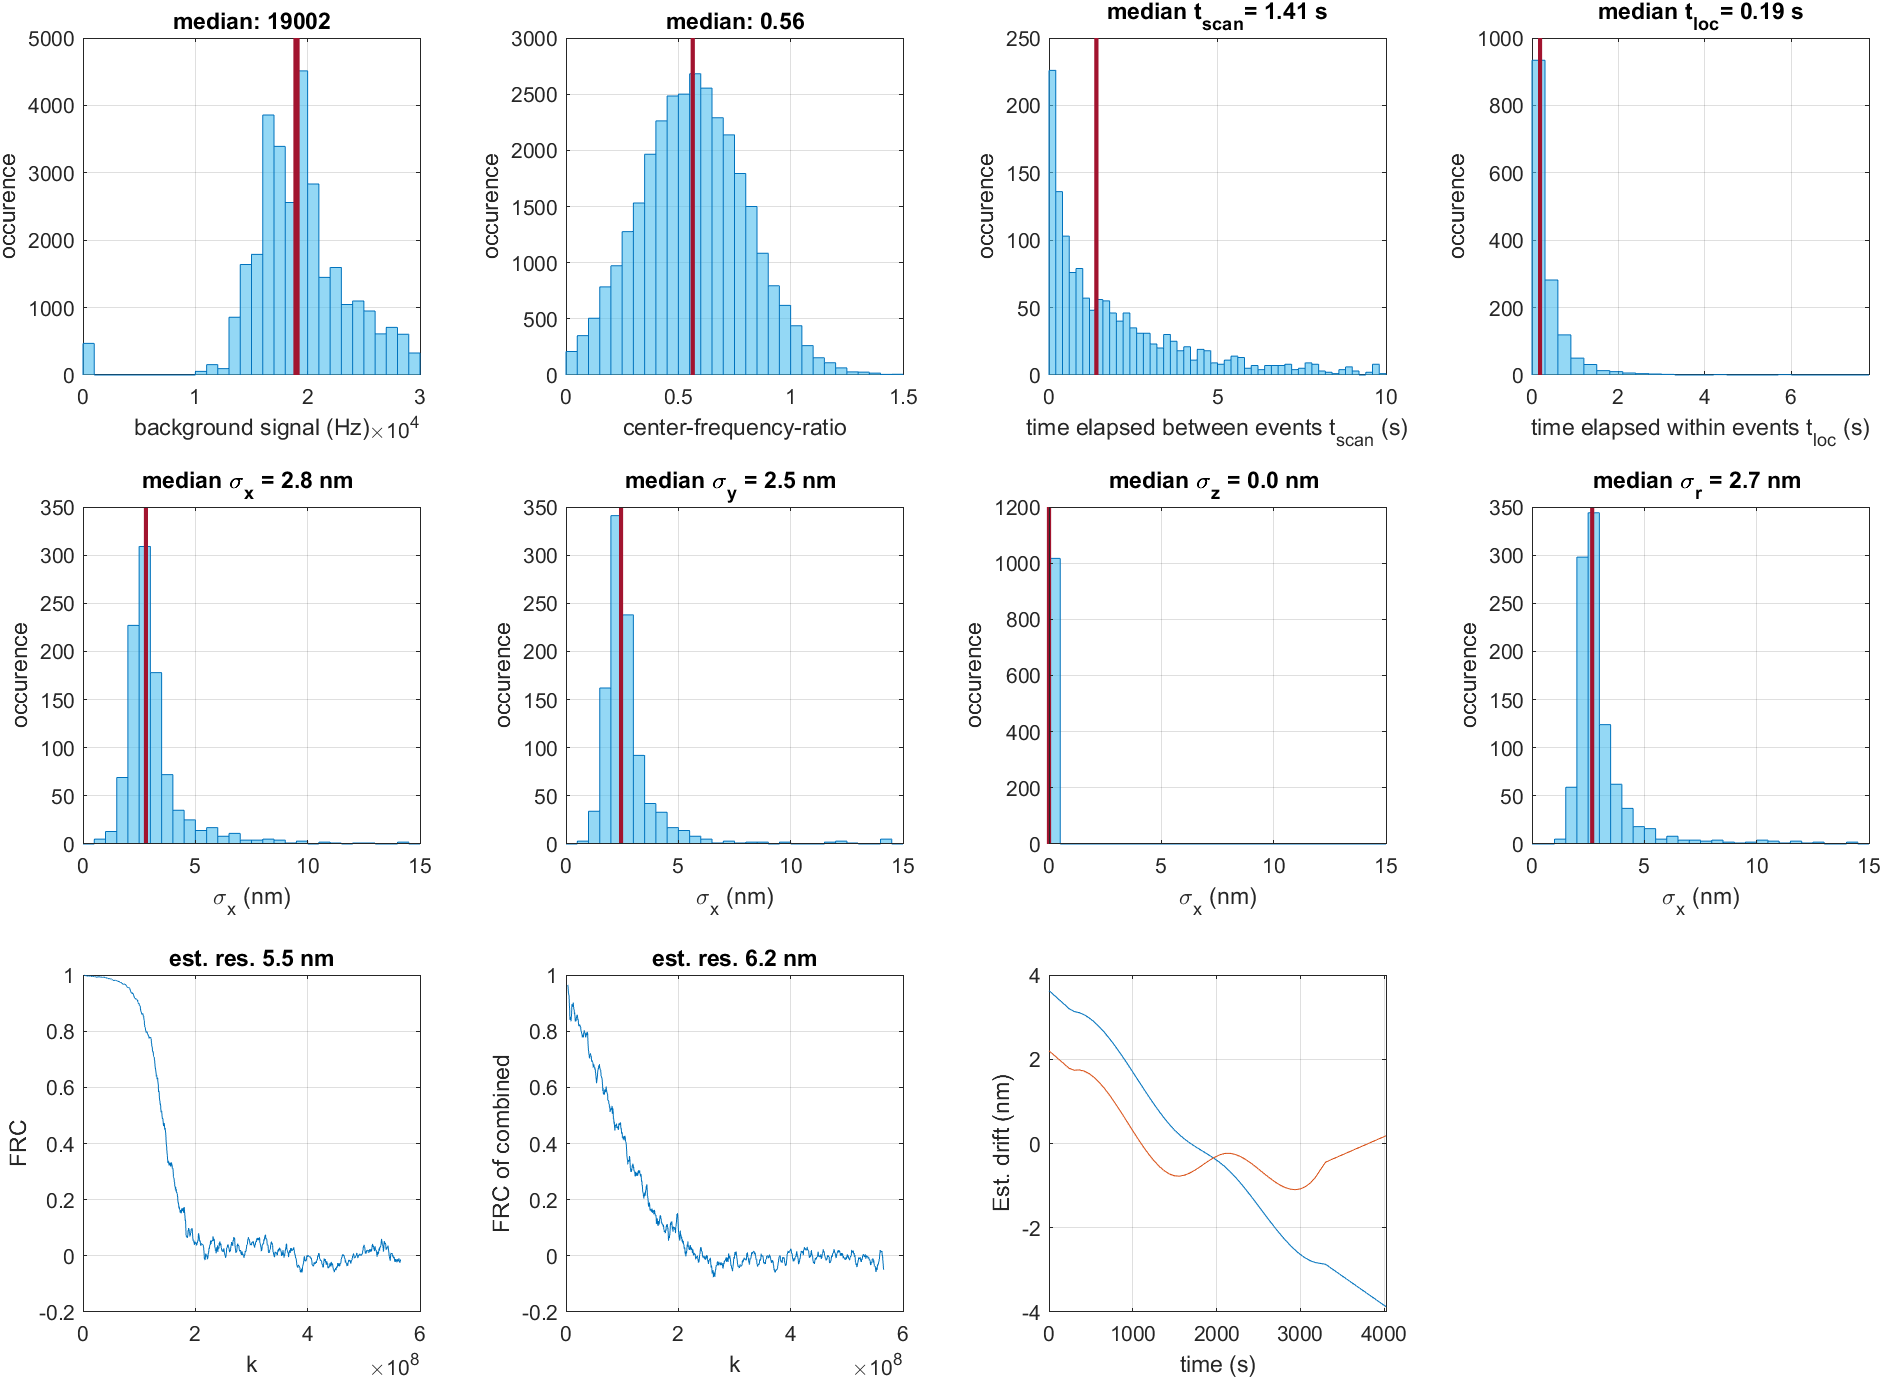 median: 19002
5000
4000
3000
2000
1000
0
occurence
0 1 2 3
background signal (Hz) ×10^4
median: 0.56
3000
2500
2000
1500
1000
500
0
occurence
0 0.5 1 1.5
center-frequency-ratio
median t_scan = 1.41 s
250
200
150
100
50
0
occurence
0 5 10
time elapsed between events t_scan (s)
median t_loc = 0.19 s
1000
800
600
400
200
0
occurence
0 2 4 6
time elapsed within events t_loc (s)
median σ_x = 2.8 nm
350
300
250
200
150
100
50
0
occurence
0 5 10 15
σ_x (nm)
median σ_y = 2.5 nm
350
300
250
200
150
100
50
0
occurence
0 5 10 15
σ_x (nm)
median σ_z = 0.0 nm
1200
1000
800
600
400
200
0
occurence
0 5 10 15
σ_x (nm)
median σ_r = 2.7 nm
350
300
250
200
150
100
50
0
occurence
0 5 10 15
σ_x (nm)
est. res. 5.5 nm
1
0.8
0.6
0.4
0.2
0
-0.2
FRC
0 2 4 6
k ×10^8
est. res. 6.2 nm
1
0.8
0.6
0.4
0.2
0
-0.2
FRC of combined
0 2 4 6
k ×10^8
4
2
0
-2
-4
Est. drift (nm)
0 1000 2000 3000 4000
time (s)